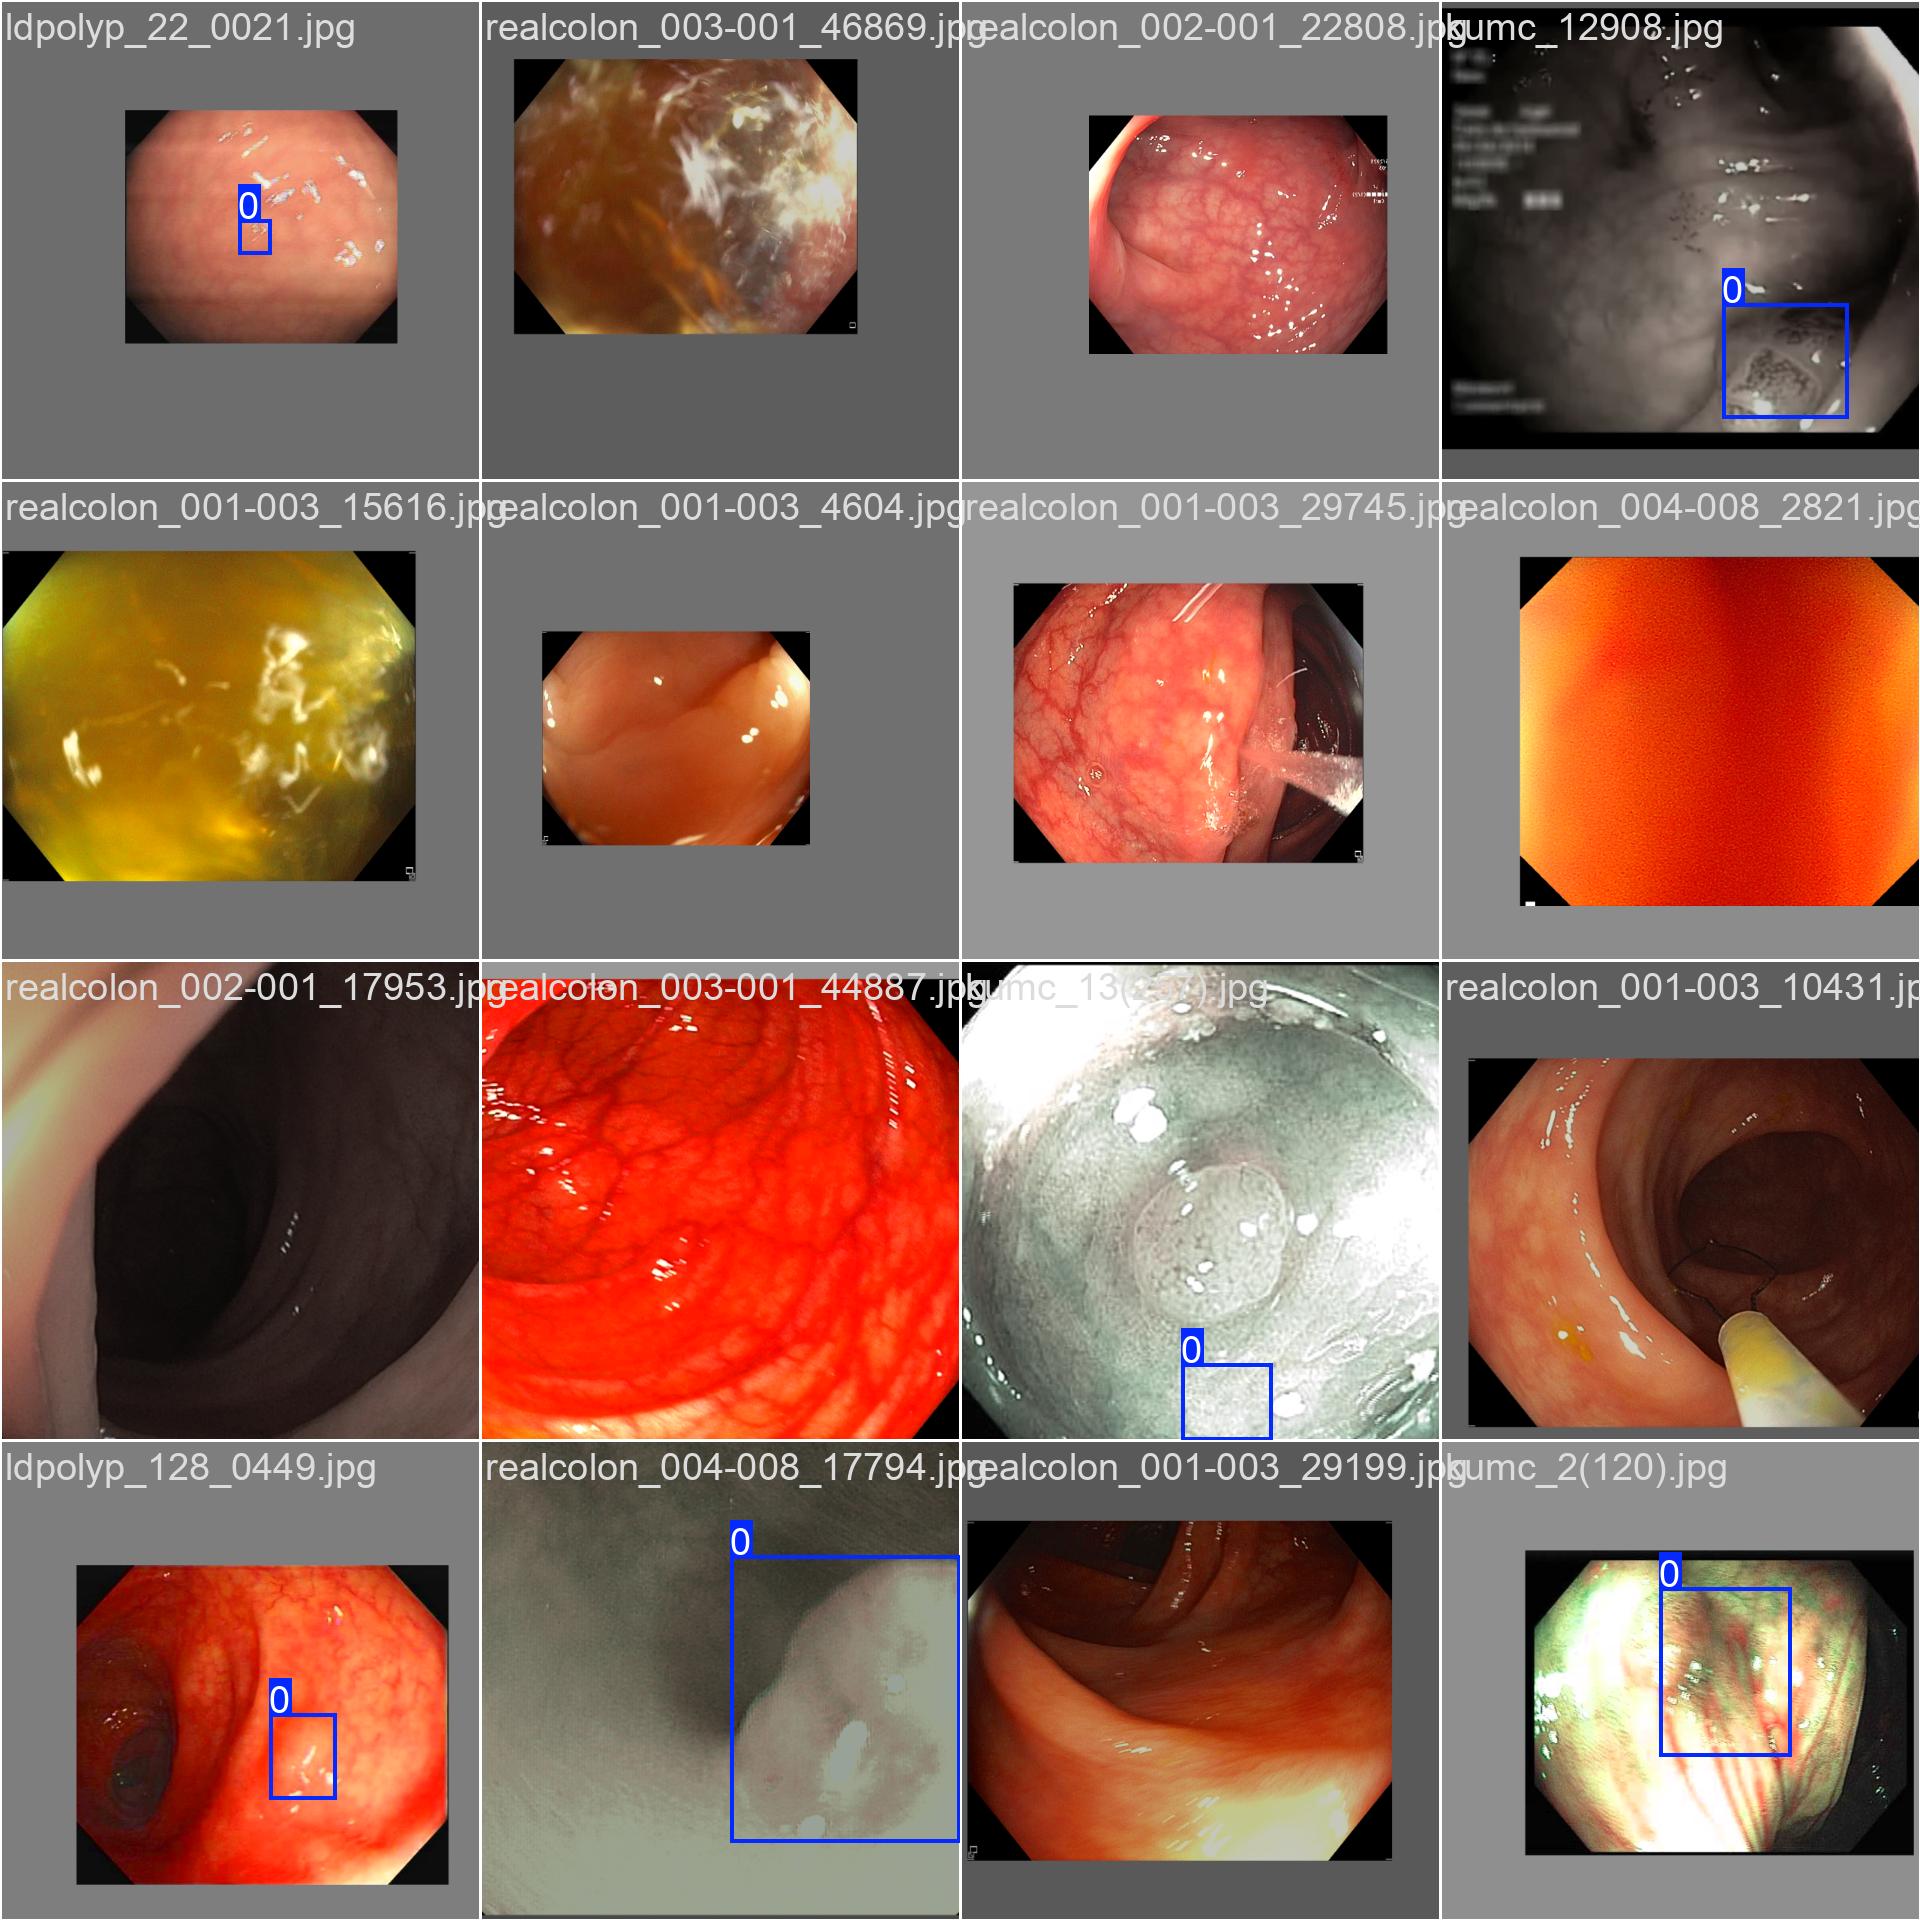 ldpolyp_22_0021.jpg
realcolon_003-001_46869.jpg
realcolon_002-001_22808.jpg
kumc_12908.jpg
0
0
realcolon_001-003_15616.jpg
realcolon_001-003_4604.jpg
realcolon_001-003_29745.jpg
realcolon_004-008_2821.jpg
realcolon_002-001_17953.jpg
realcolon_003-001_44887.jpg
.jpg
realcolon_001-003_10431.jp
0
ldpolyp_128_0449.jpg
realcolon_004-008_17794.jpg
realcolon_001-003_29199.jpg
kumc_2(120).jpg
0
0
0